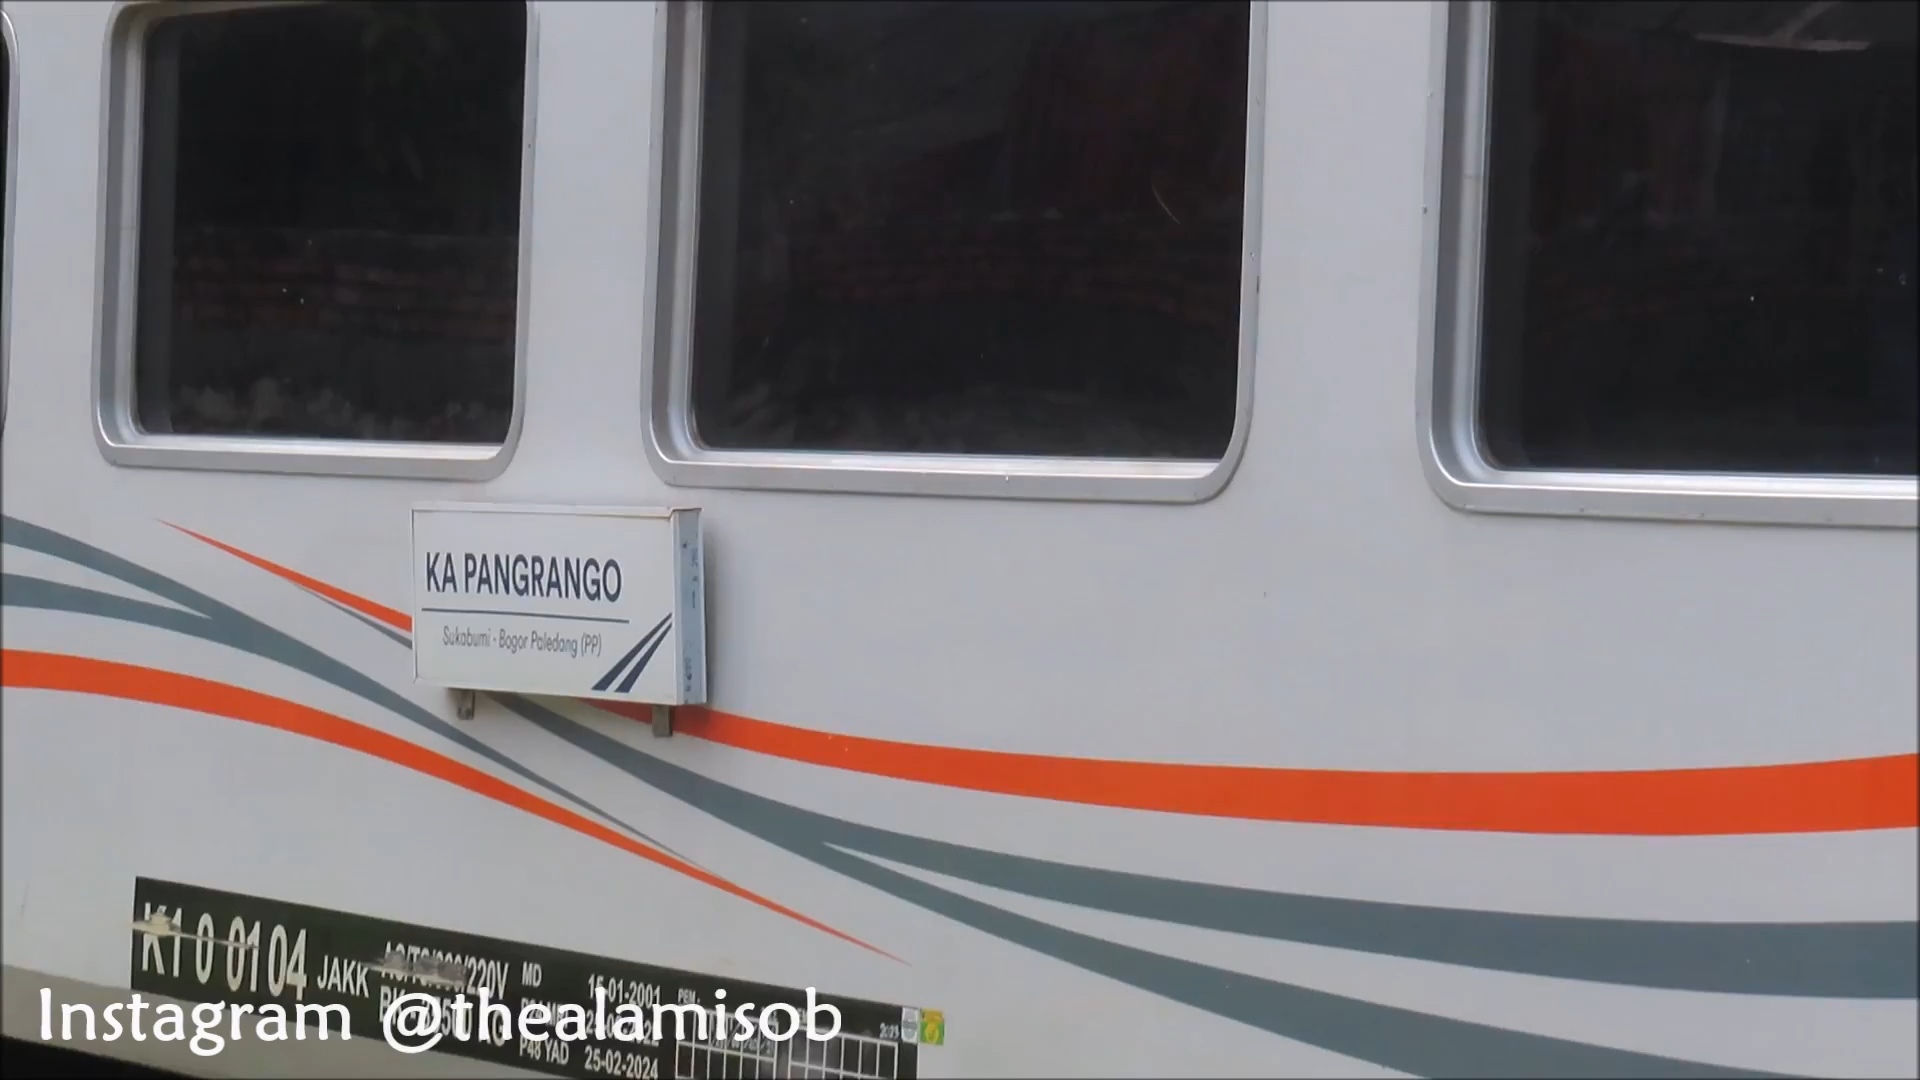 KA PANGRANGO
Sukabumi - Bogor Paledang (PP)
K1 0 01 04 JAKK
/220V MD 15-01-2001
P48 YAD 25-02-2024
Instagram @thealamisob